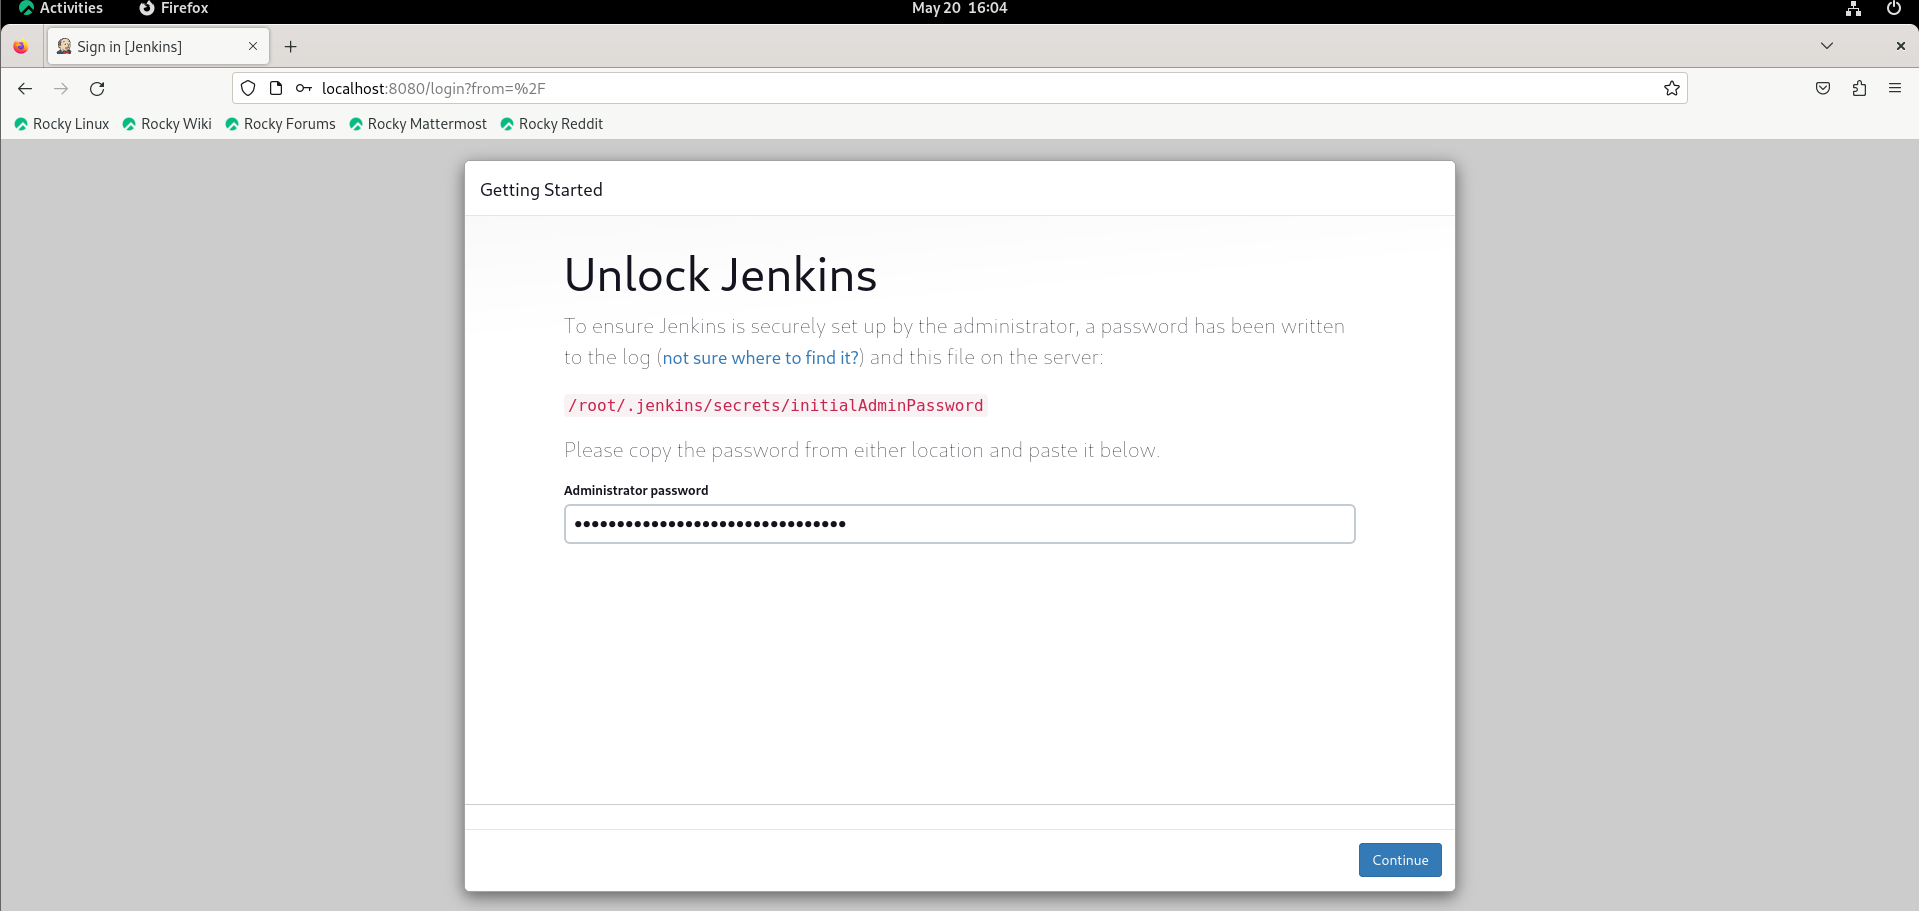 Activities Firefox May 20 16:04
Sign in [Jenkins]
localhost:8080/login?from=%2F
Rocky Linux Rocky Wiki Rocky Forums Rocky Mattermost Rocky Reddit
Getting Started
Unlock Jenkins
To ensure Jenkins is securely set up by the administrator, a password has been written
to the log (not sure where to find it?) and this file on the server:
/root/.jenkins/secrets/initialAdminPassword
Please copy the password from either location and paste it below.
Administrator password
••••••••••••••••••••••••••••••••
Continue